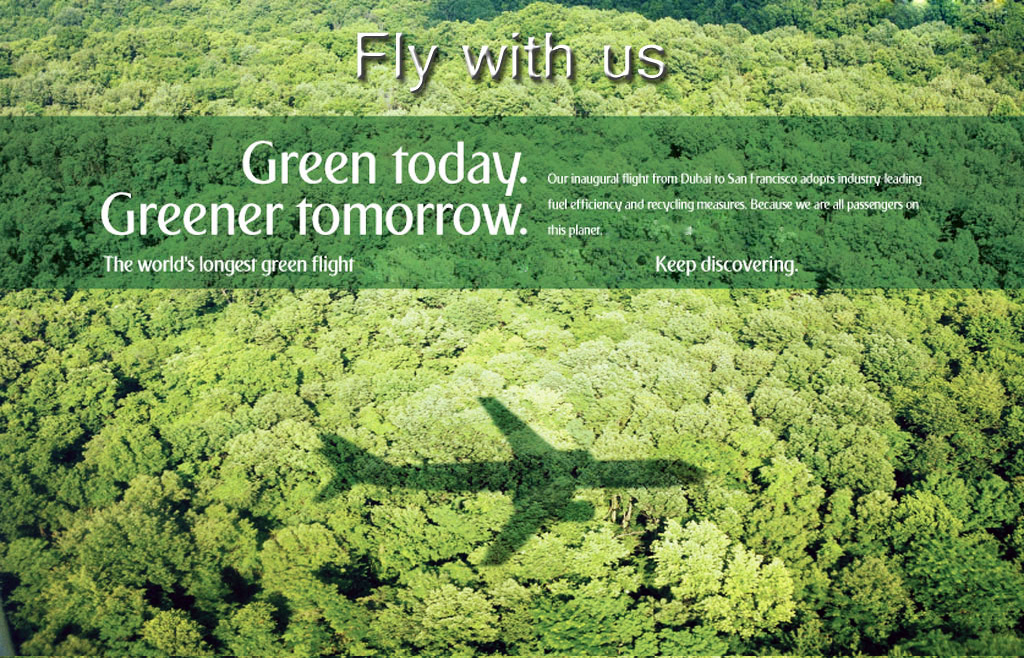 Fly with us
Green today.
Greener tomorrow.
The world's longest green flight
Our inaugural flight from Dubai to San Francisco adopts industry-leading
fuel efficiency and recycling measures. Because we are all passengers on
this planet.
Keep discovering.